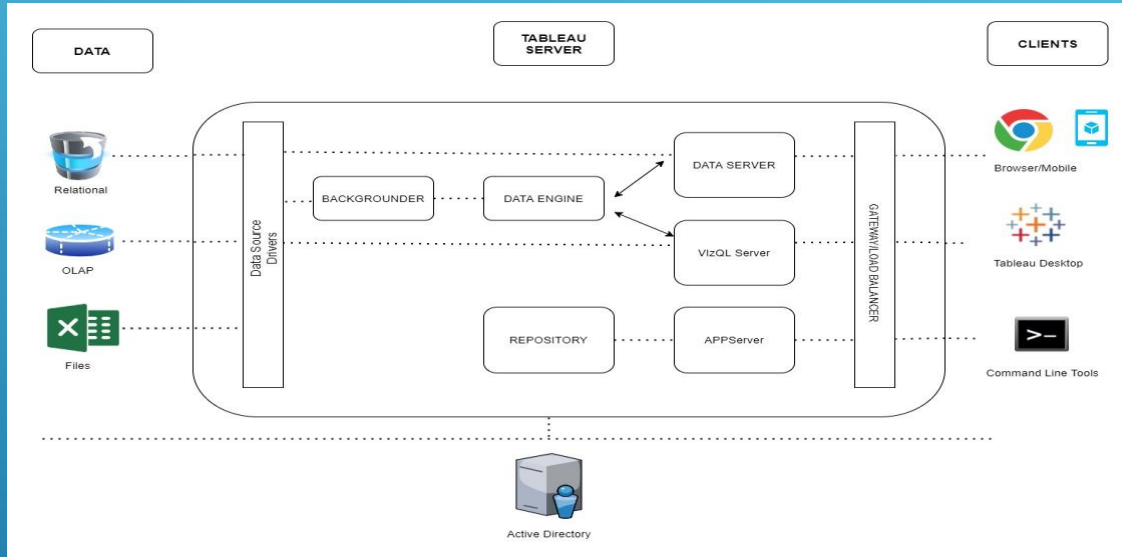 DATA
TABLEAU
SERVER
CLIENTS
Relational
OLAP
Files
Data Source
Drivers
BACKGROUNDER
DATA ENGINE
DATA SERVER
VIzQL Server
REPOSITORY
APPServer
GATEWAY/LOAD BALANCER
Browser/Mobile
Tableau Desktop
>_
Command Line Tools
Active Directory